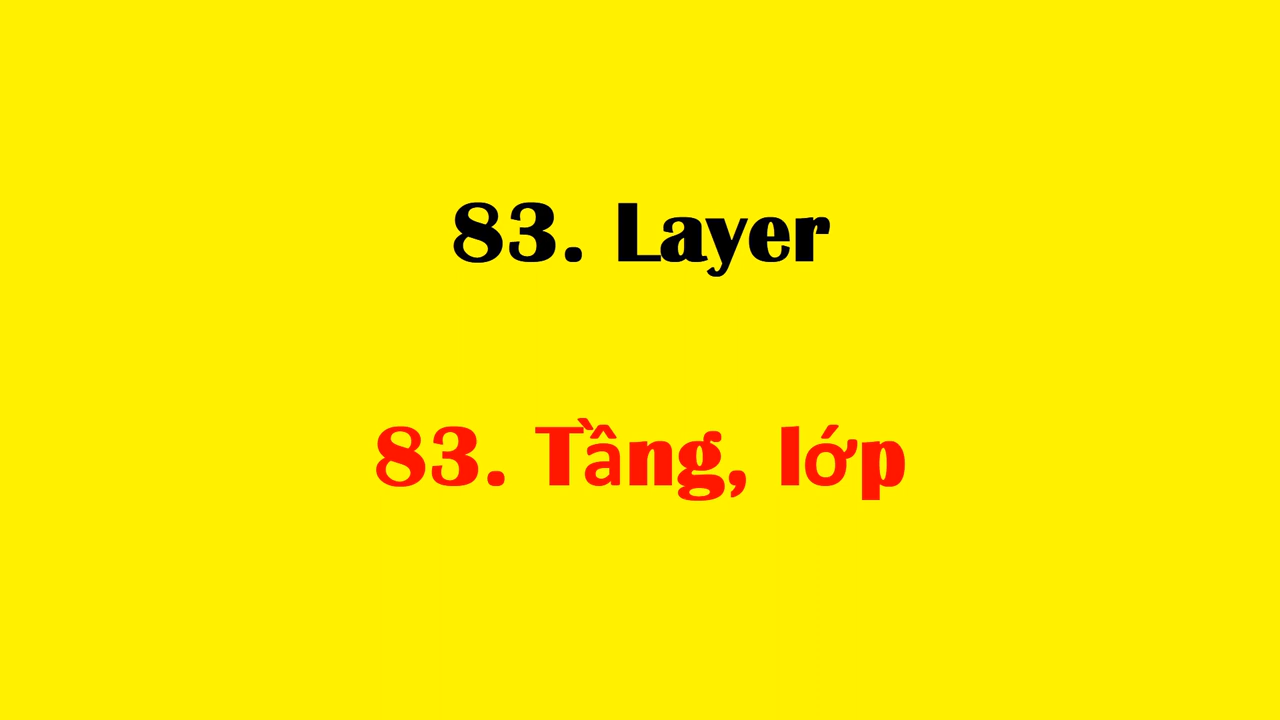 83. Layer
83. Tầng, lớp